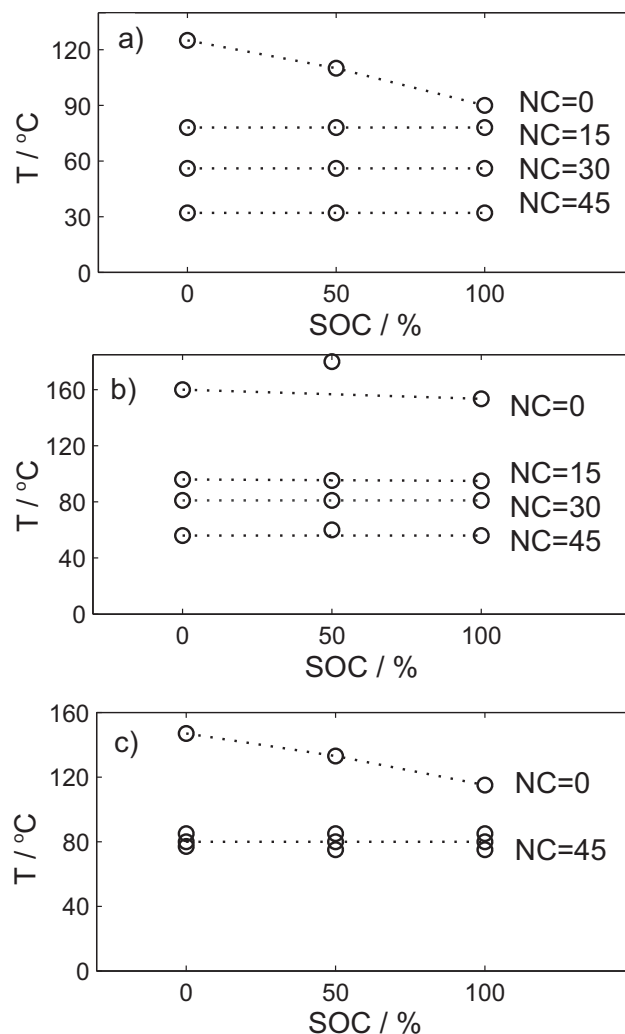 a)
T / °C
120
90
60
30
0
NC=0
NC=15
NC=30
NC=45
0 50 100
SOC / %
b)
T / °C
160
120
80
40
0
NC=0
NC=15
NC=30
NC=45
0 50 100
SOC / %
c)
T / °C
160
120
80
40
0
NC=0
NC=45
0 50 100
SOC / %